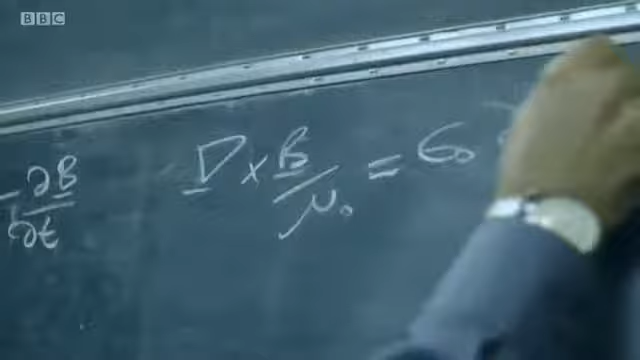 BBC
-∂B/∂t
∇ × B/μ₀ = ε₀